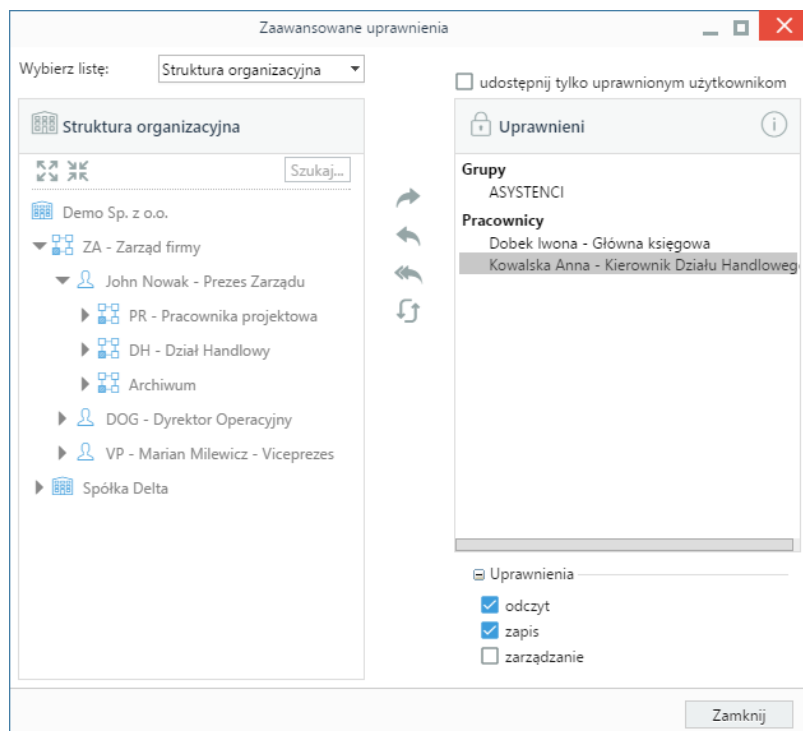 Zaawansowane uprawnienia
Wybierz listę:
Struktura organizacyjna
udostępnij tylko uprawnionym użytkownikom
Struktura organizacyjna
Szukaj...
Demo Sp. z o.o.
ZA - Zarząd firmy
John Nowak - Prezes Zarządu
PR - Pracownika projektowa
DH - Dział Handlowy
Archiwum
DOG - Dyrektor Operacyjny
VP - Marian Milewicz - Viceprezes
Spółka Delta
Uprawnieni
Grupy
ASYSTENCI
Pracownicy
Dobek Iwona - Główna księgowa
Kowalska Anna - Kierownik Działu Handloweg
Uprawnienia
odczyt
zapis
zarządzanie
Zamknij